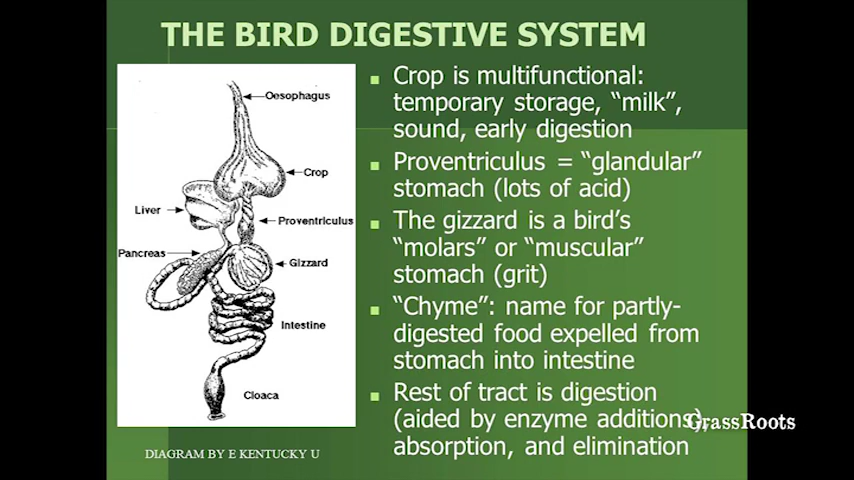 THE BIRD DIGESTIVE SYSTEM
Oesophagus
Crop
Liver
Proventriculus
Pancreas
Gizzard
Intestine
Cloaca
DIAGRAM BY E KENTUCKY U
Crop is multifunctional:
temporary storage, “milk”,
sound, early digestion
Proventriculus = “glandular”
stomach (lots of acid)
The gizzard is a bird’s
“molars” or “muscular”
stomach (grit)
“Chyme”: name for partly-
digested food expelled from
stomach into intestine
Rest of tract is digestion
(aided by enzyme additions),
absorption, and elimination
GrassRoots